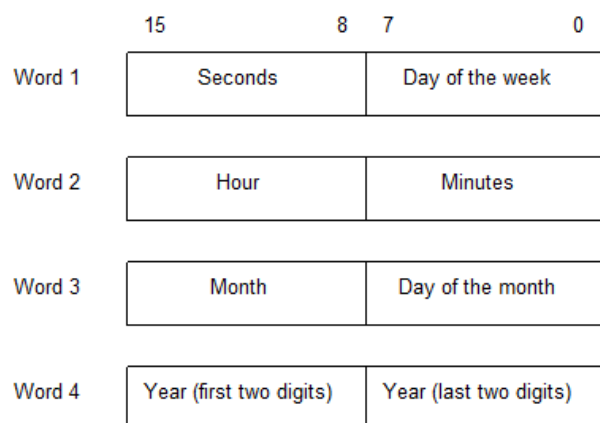 15 8 7 0
Word 1 Seconds Day of the week
Word 2 Hour Minutes
Word 3 Month Day of the month
Word 4 Year (first two digits) Year (last two digits)